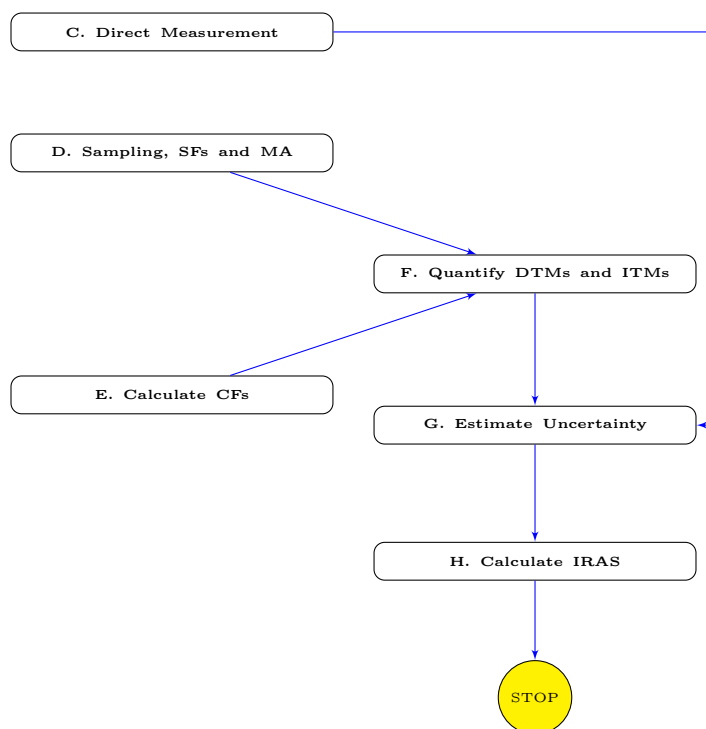 C. Direct Measurement
D. Sampling, SFs and MA
F. Quantify DTMs and ITMs
E. Calculate CFs
G. Estimate Uncertainty
H. Calculate IRAS
STOP